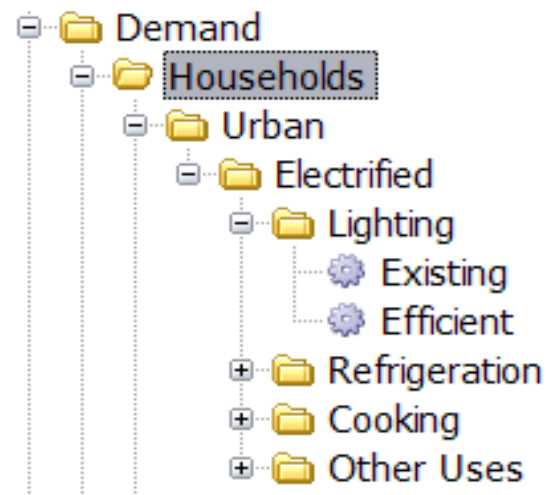 Demand
Households
Urban
Electrified
Lighting
Existing
Efficient
Refrigeration
Cooking
Other Uses